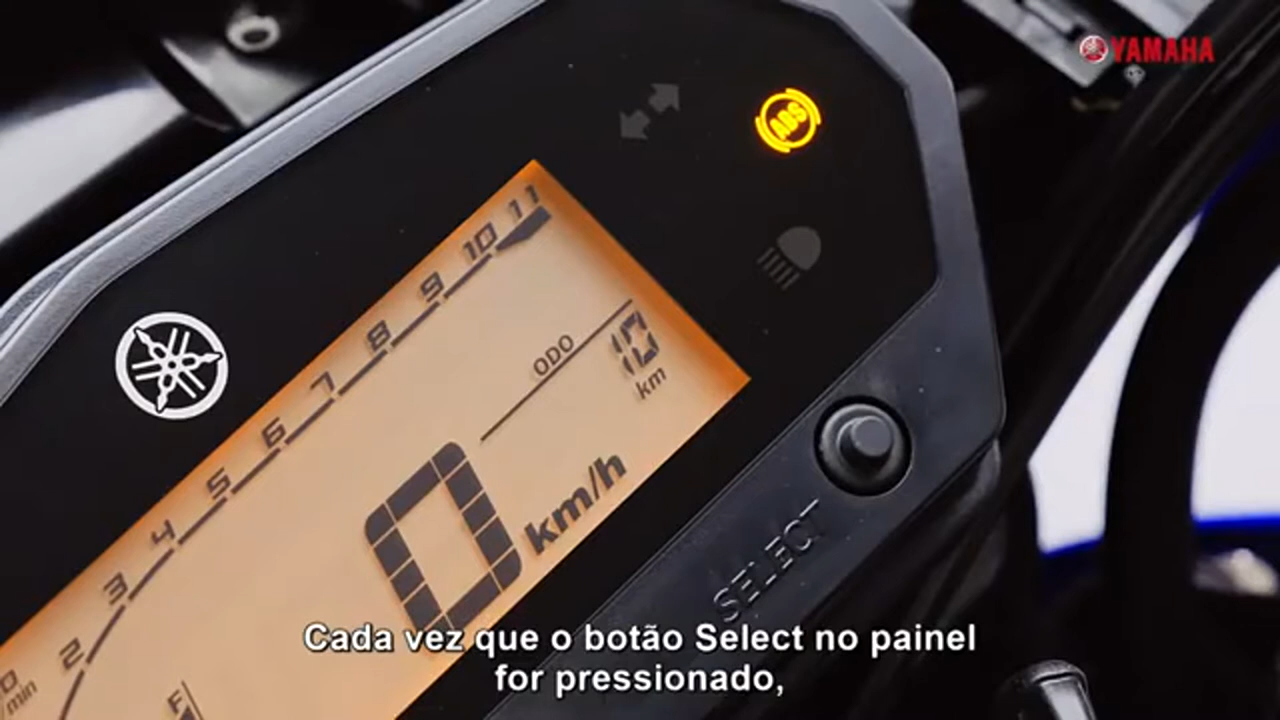 YAMAHA
ABS
11
10
9
8
7
6
5
4
3
2
ODO
10
km
0 km/h
F
SELECT
Cada vez que o botão Select no painel
for pressionado,